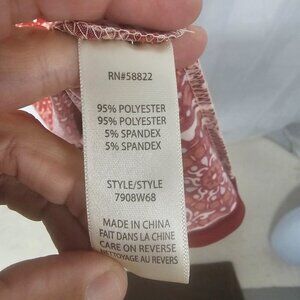 RN#58822
95% POLYESTER
95% POLYESTER
5% SPANDEX
5% SPANDEX
STYLE/STYLE
7908W68
MADE IN CHINA
FAIT DANS LA CHINE
CARE ON REVERSE
NETTOYAGE AU REVERS